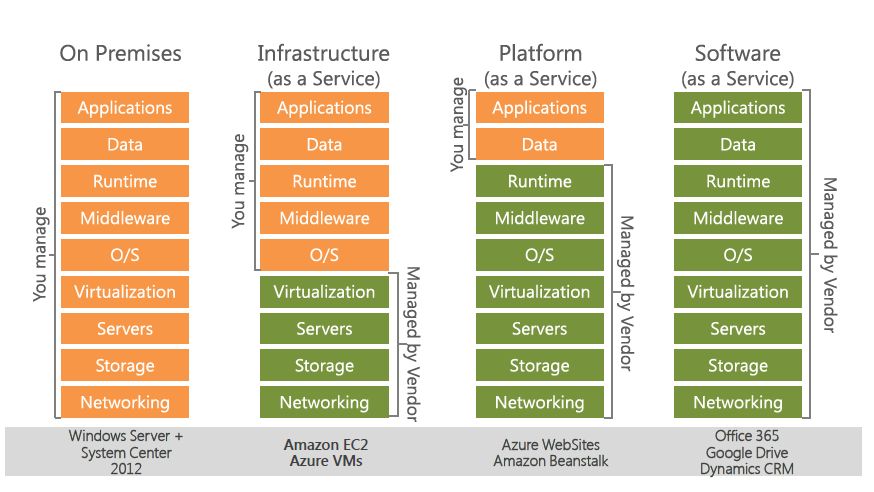 On Premises
You manage
Applications
Data
Runtime
Middleware
O/S
Virtualization
Servers
Storage
Networking
Windows Server +
System Center
2012
Infrastructure
(as a Service)
You manage
Applications
Data
Runtime
Middleware
O/S
Virtualization
Servers
Storage
Networking
Managed by Vendor
Amazon EC2
Azure VMs
Platform
(as a Service)
You manage
Applications
Data
Runtime
Middleware
O/S
Virtualization
Servers
Storage
Networking
Managed by Vendor
Azure WebSites
Amazon Beanstalk
Software
(as a Service)
Applications
Data
Runtime
Middleware
O/S
Virtualization
Servers
Storage
Networking
Managed by Vendor
Office 365
Google Drive
Dynamics CRM